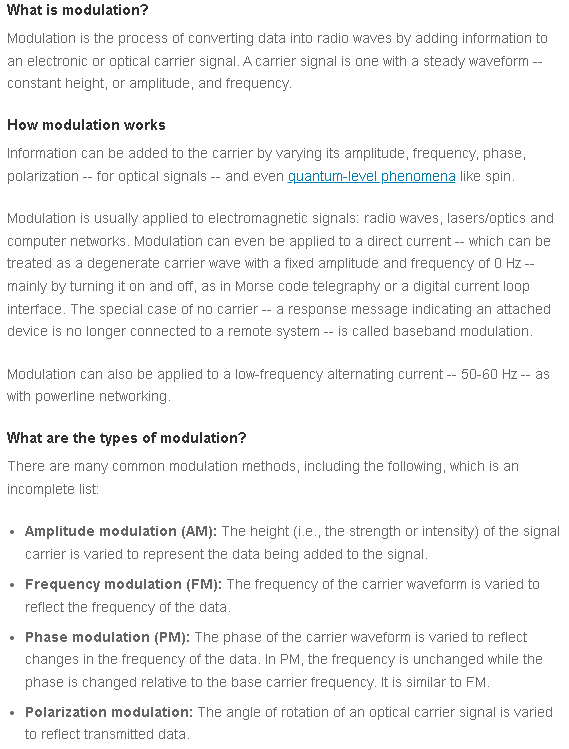 What is modulation?
Modulation is the process of converting data into radio waves by adding information to
an electronic or optical carrier signal. A carrier signal is one with a steady waveform --
constant height, or amplitude, and frequency.
How modulation works
Information can be added to the carrier by varying its amplitude, frequency, phase,
polarization -- for optical signals -- and even quantum-level phenomena like spin.
Modulation is usually applied to electromagnetic signals: radio waves, lasers/optics and
computer networks. Modulation can even be applied to a direct current -- which can be
treated as a degenerate carrier wave with a fixed amplitude and frequency of 0 Hz --
mainly by turning it on and off, as in Morse code telegraphy or a digital current loop
interface. The special case of no carrier -- a response message indicating an attached
device is no longer connected to a remote system -- is called baseband modulation.
Modulation can also be applied to a low-frequency alternating current -- 50-60 Hz -- as
with powerline networking.
What are the types of modulation?
There are many common modulation methods, including the following, which is an
incomplete list:
• Amplitude modulation (AM): The height (i.e., the strength or intensity) of the signal
carrier is varied to represent the data being added to the signal.
• Frequency modulation (FM): The frequency of the carrier waveform is varied to
reflect the frequency of the data.
• Phase modulation (PM): The phase of the carrier waveform is varied to reflect
changes in the frequency of the data. In PM, the frequency is unchanged while the
phase is changed relative to the base carrier frequency. It is similar to FM.
• Polarization modulation: The angle of rotation of an optical carrier signal is varied
to reflect transmitted data.